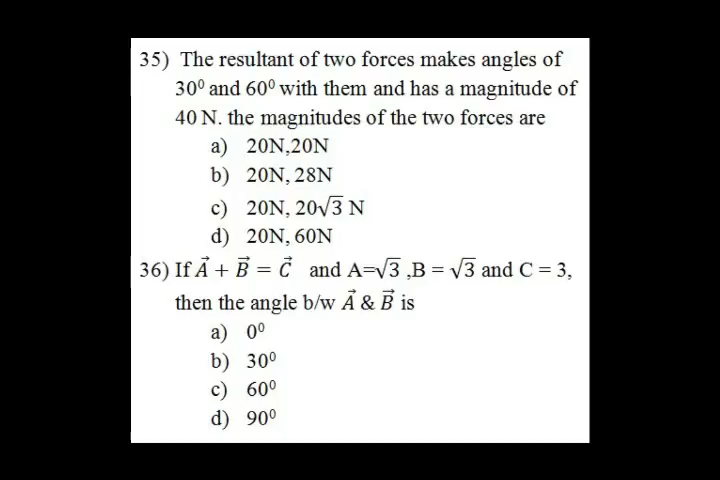 35) The resultant of two forces makes angles of
30⁰ and 60⁰ with them and has a magnitude of
40 N. the magnitudes of the two forces are
a) 20N,20N
b) 20N, 28N
c) 20N, 20√3 N
d) 20N, 60N
36) If A⃗ + B⃗ = C⃗ and A=√3 ,B = √3 and C = 3,
then the angle b/w A⃗ & B⃗ is
a) 0⁰
b) 30⁰
c) 60⁰
d) 90⁰